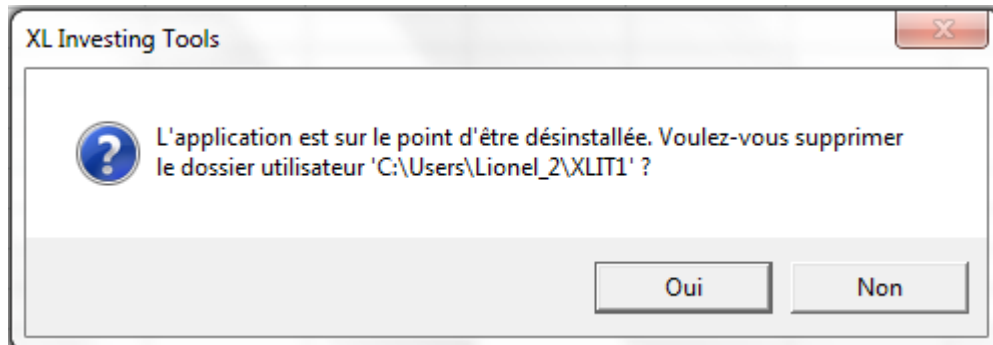 XL Investing Tools
L'application est sur le point d'être désinstallée. Voulez-vous supprimer
le dossier utilisateur 'C:\Users\Lionel_2\XLIT1' ?
Oui
Non